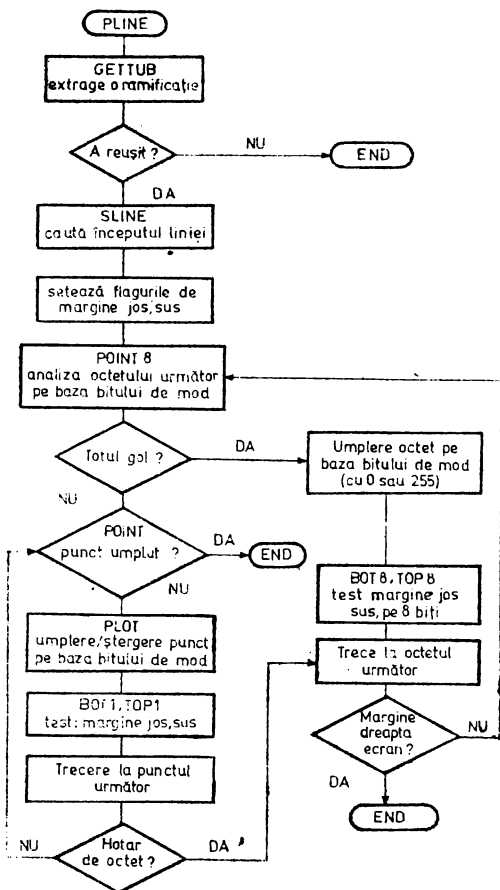 PLINE
GETTUB
extrage o ramificație
A reușit ?
NU
END
DA
SLINE
caută începutul liniei
setează flagurile de
margine jos, sus
POINT 8
analiza octetului următor
pe baza bitului de mod
Totul gol ?
DA
Umplere octet pe
baza bitului de mod
(cu 0 sau 255)
NU
POINT
punct umplut ?
DA
END
NU
BOT 8, TOP 8
test margine jos
sus, pe 8 biți
PLOT
umplere/ștergere punct
pe baza bitului de mod
Trece la octetul
următor
BOT1, TOP1
test: margine jos, sus
Margine
dreapta
ecran ?
NU
DA
END
Trecere la punctul
următor
Hotar
de octet ?
NU
DA